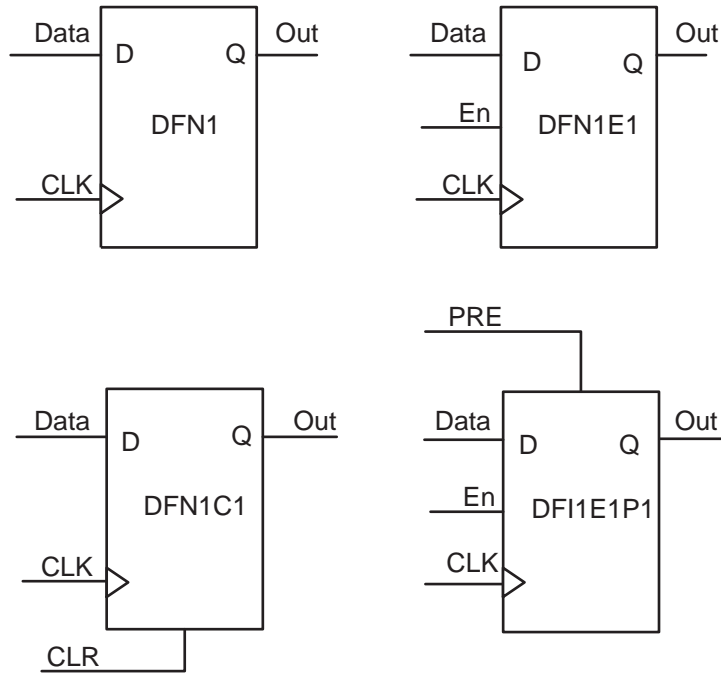 Data
D
Q
Out
DFN1
CLK
Data
D
Q
Out
En
DFN1E1
CLK
Data
D
Q
Out
DFN1C1
CLK
CLR
PRE
Data
D
Q
Out
En
DFI1E1P1
CLK